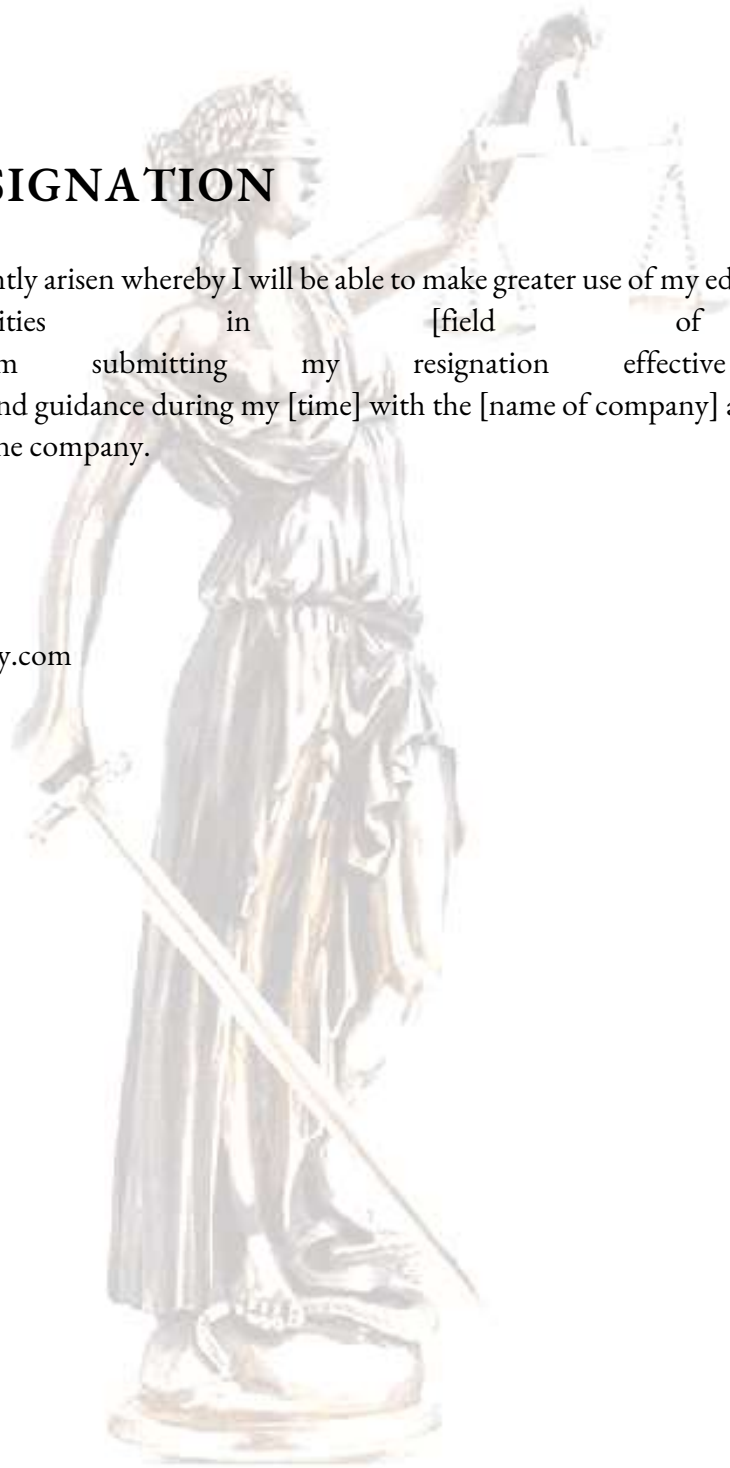 SIGNATION
ntly arisen whereby I will be able to make greater use of my ed
ities in [field of
m submitting my resignation effective
nd guidance during my [time] with the [name of company] a
he company.
y.com